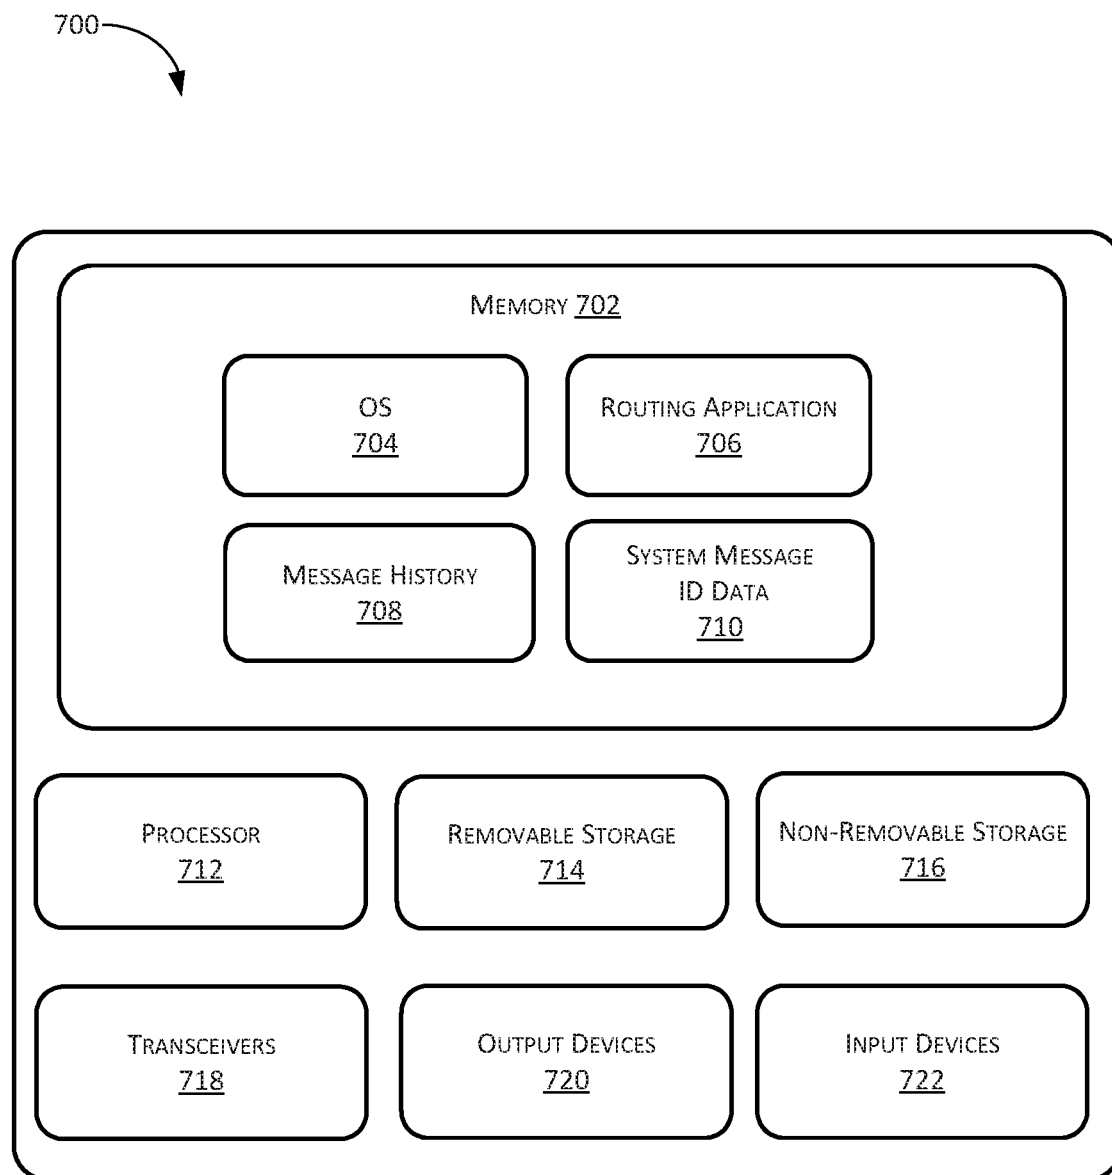 700
Memory 702
OS
704
Routing Application
706
Message History
708
System Message
ID Data
710
Processor
712
Removable Storage
714
Non-Removable Storage
716
Transceivers
718
Output Devices
720
Input Devices
722